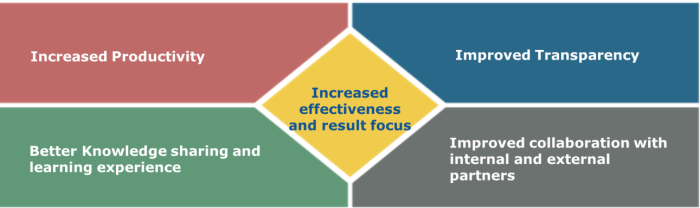 Increased Productivity
Improved Transparency
Increased
effectiveness
and result focus
Better Knowledge sharing and
learning experience
Improved collaboration with
internal and external
partners